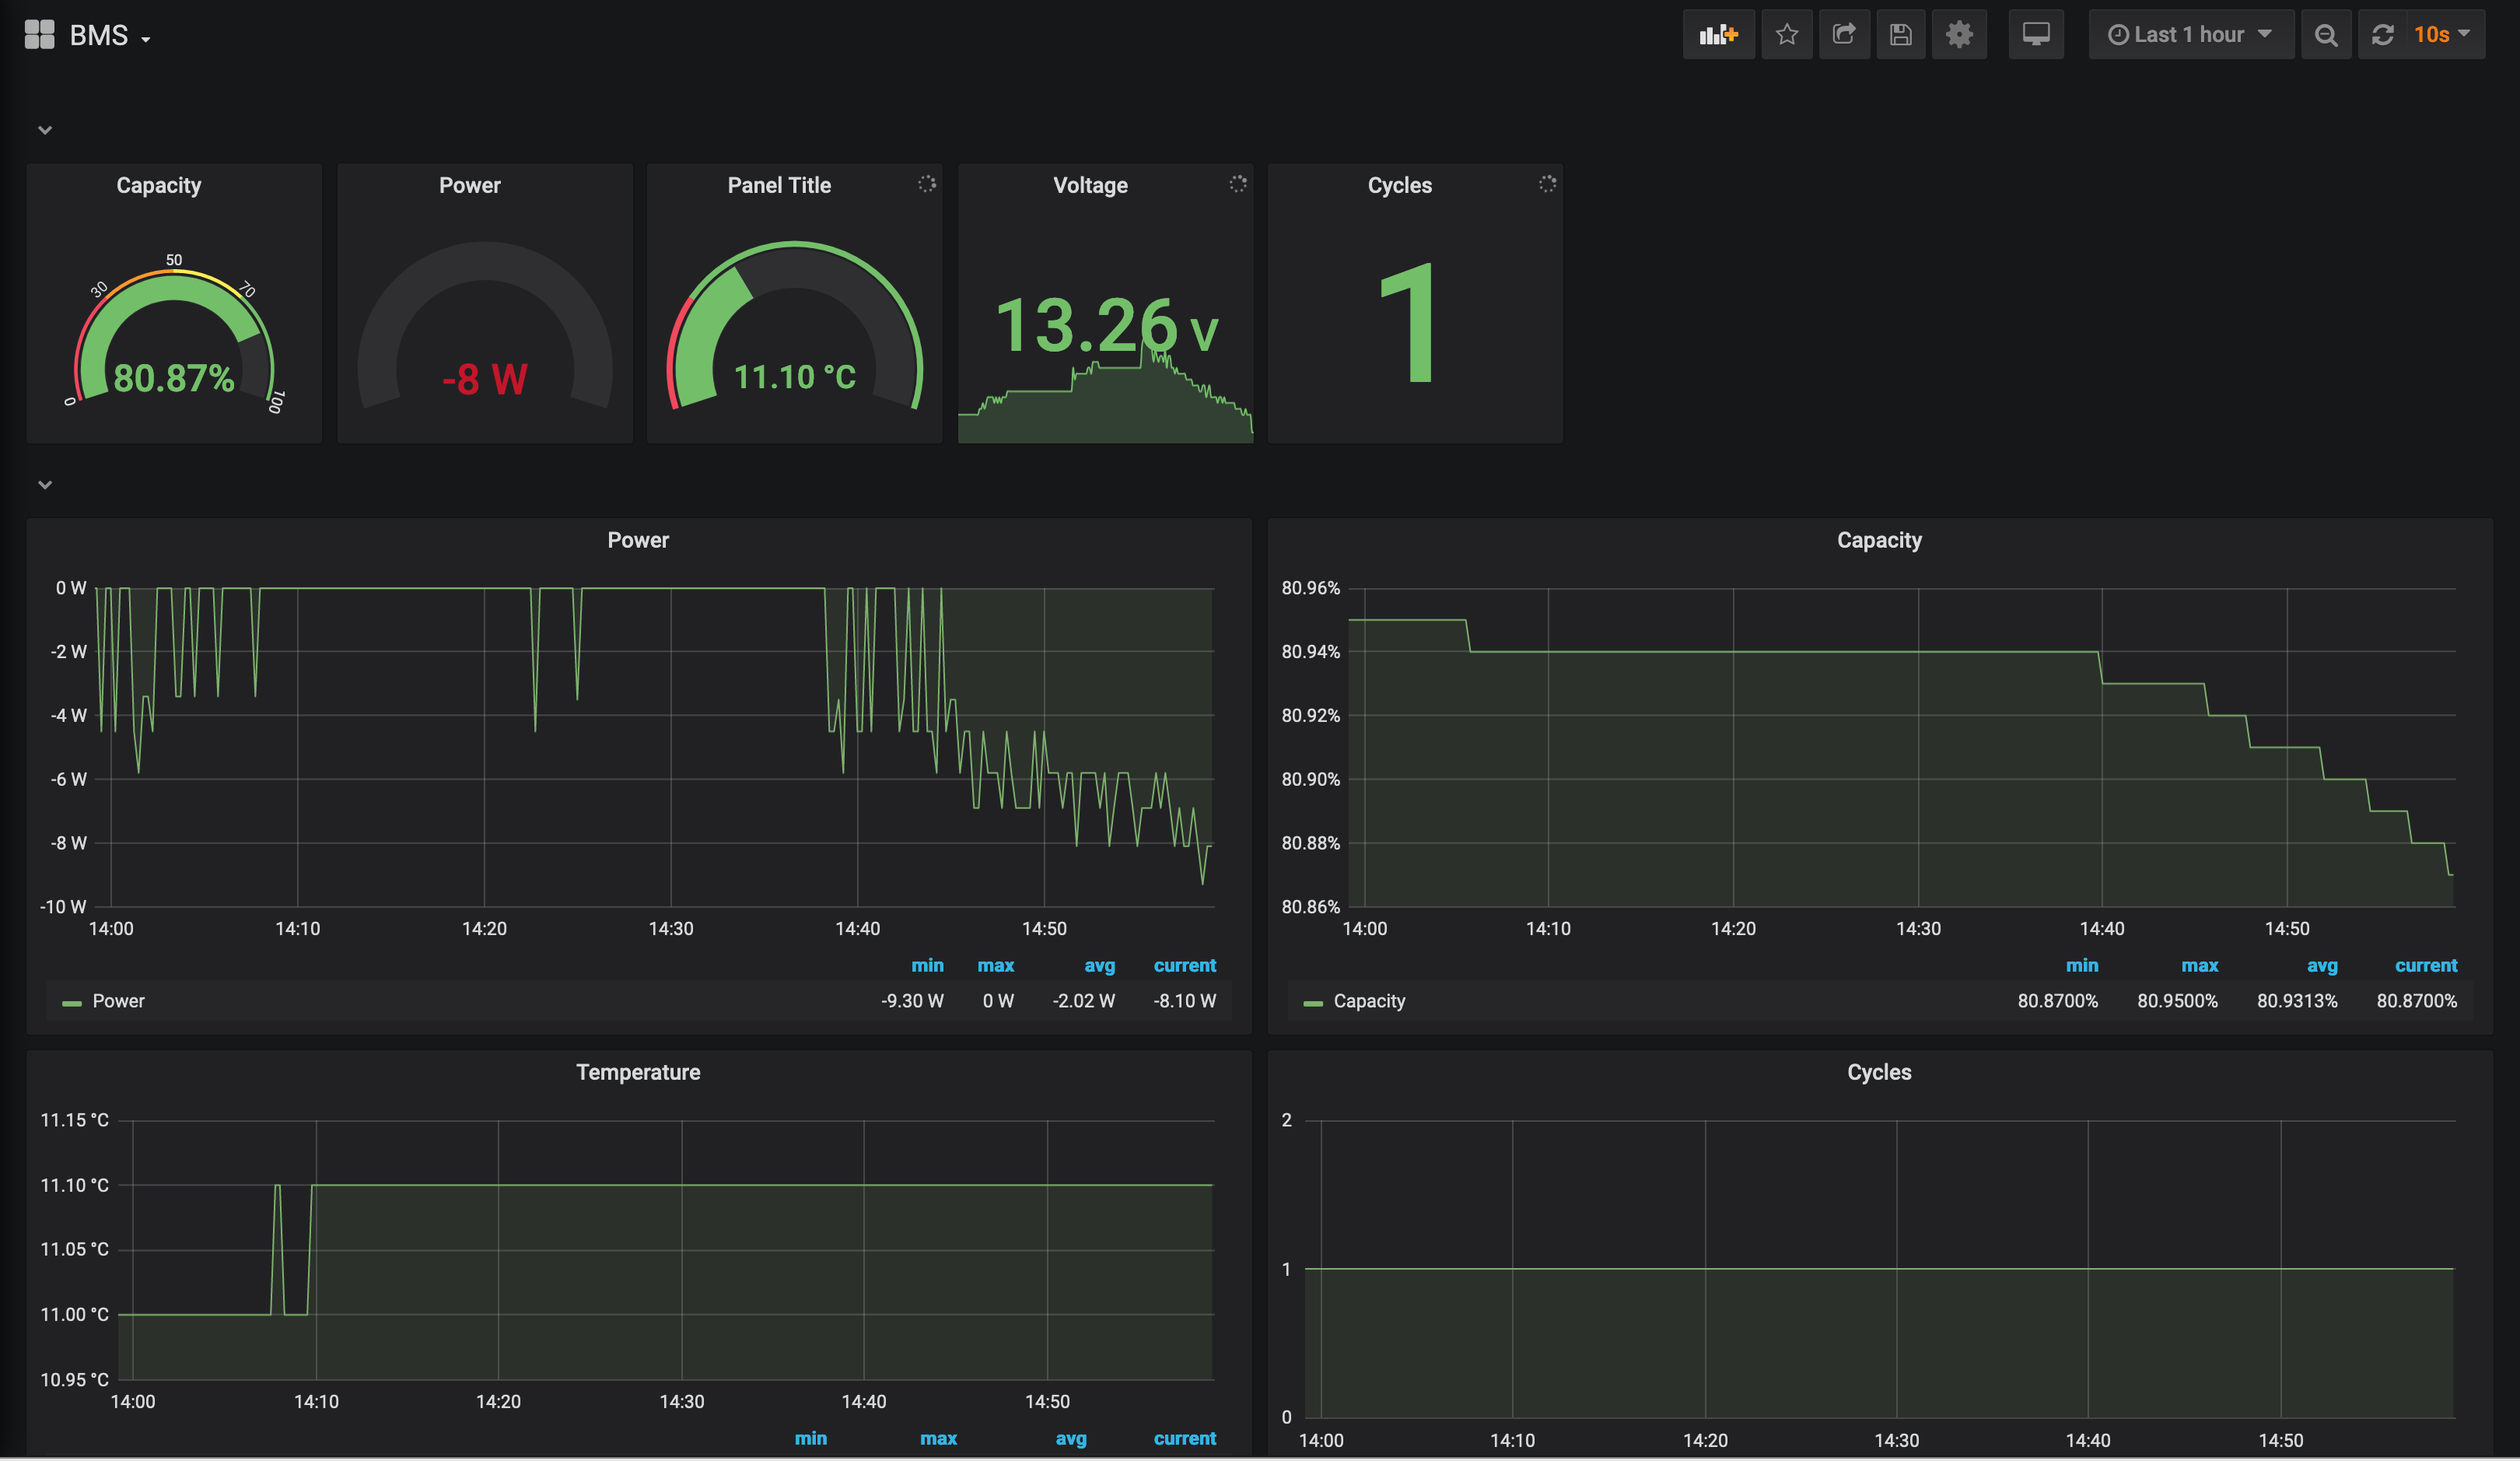 BMS
Last 1 hour 10s
Capacity
0 30 50 70 100
80.87%
Power
-8 W
Panel Title
11.10 °C
Voltage
13.26 V
Cycles
1
Power
0 W
-2 W
-4 W
-6 W
-8 W
-10 W
14:00 14:10 14:20 14:30 14:40 14:50
min max avg current
Power -9.30 W 0 W -2.02 W -8.10 W
Capacity
80.96%
80.94%
80.92%
80.90%
80.88%
80.86%
14:00 14:10 14:20 14:30 14:40 14:50
min max avg current
Capacity 80.8700% 80.9500% 80.9313% 80.8700%
Temperature
11.15 °C
11.10 °C
11.05 °C
11.00 °C
10.95 °C
14:00 14:10 14:20 14:30 14:40 14:50
min max avg current
Cycles
2
1
0
14:00 14:10 14:20 14:30 14:40 14:50